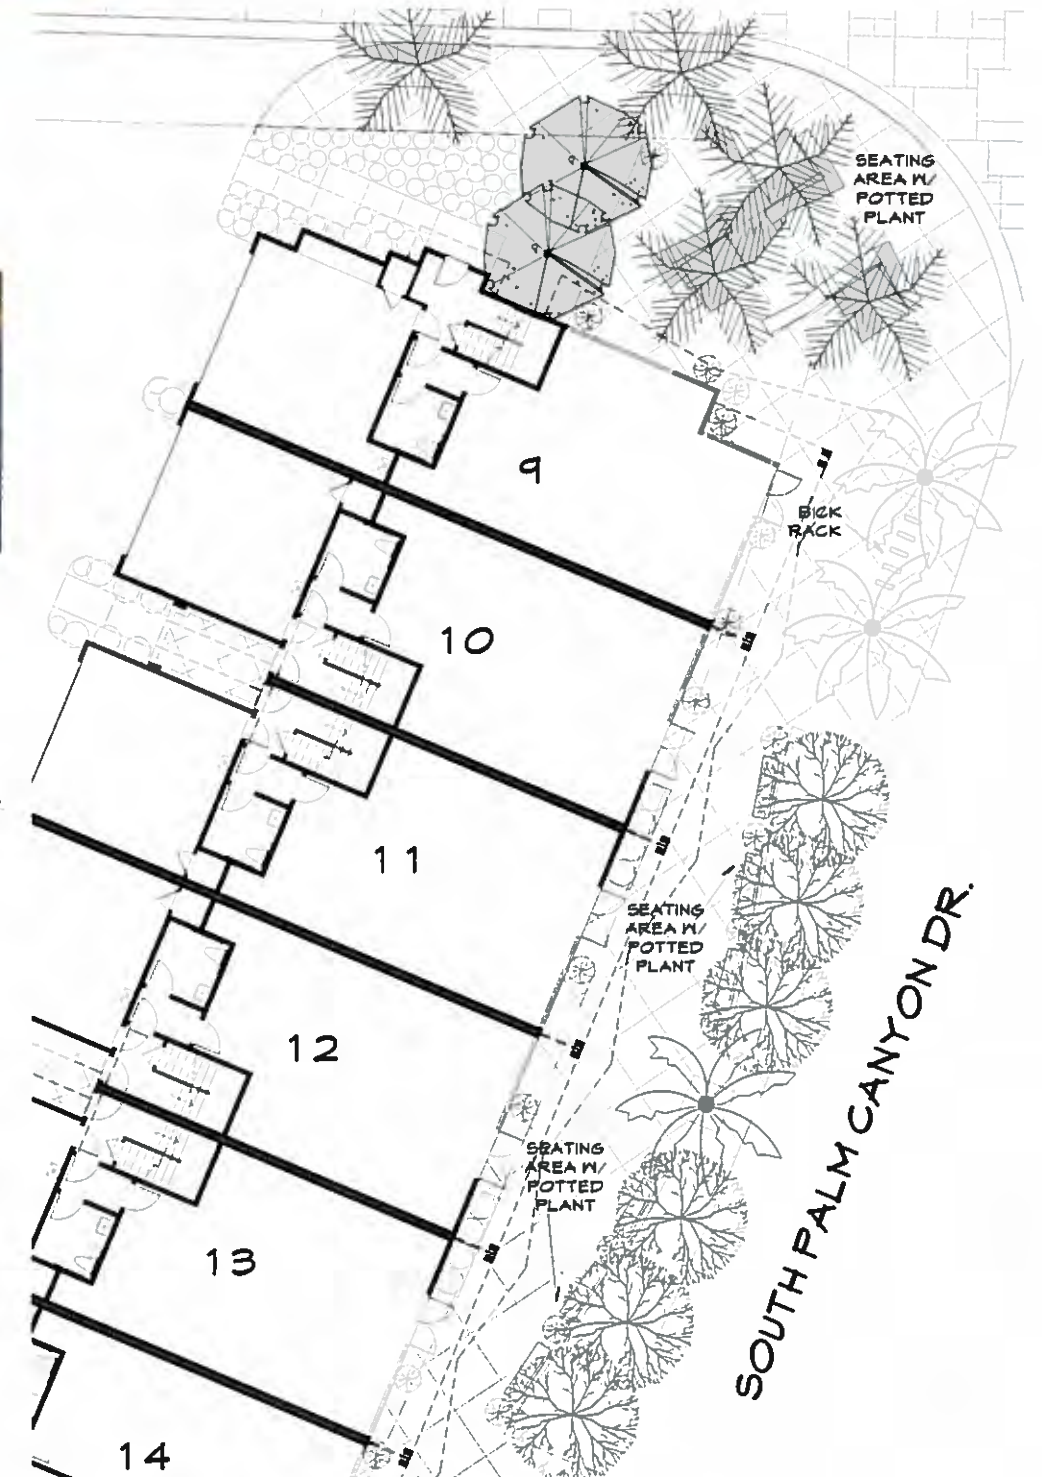 SEATING
AREA W/
POTTED
PLANT
9
BICK
RACK
10
11
SEATING
AREA W/
POTTED
PLANT
SOUTH PALM CANYON DR.
12
SEATING
AREA W/
POTTED
PLANT
13
14